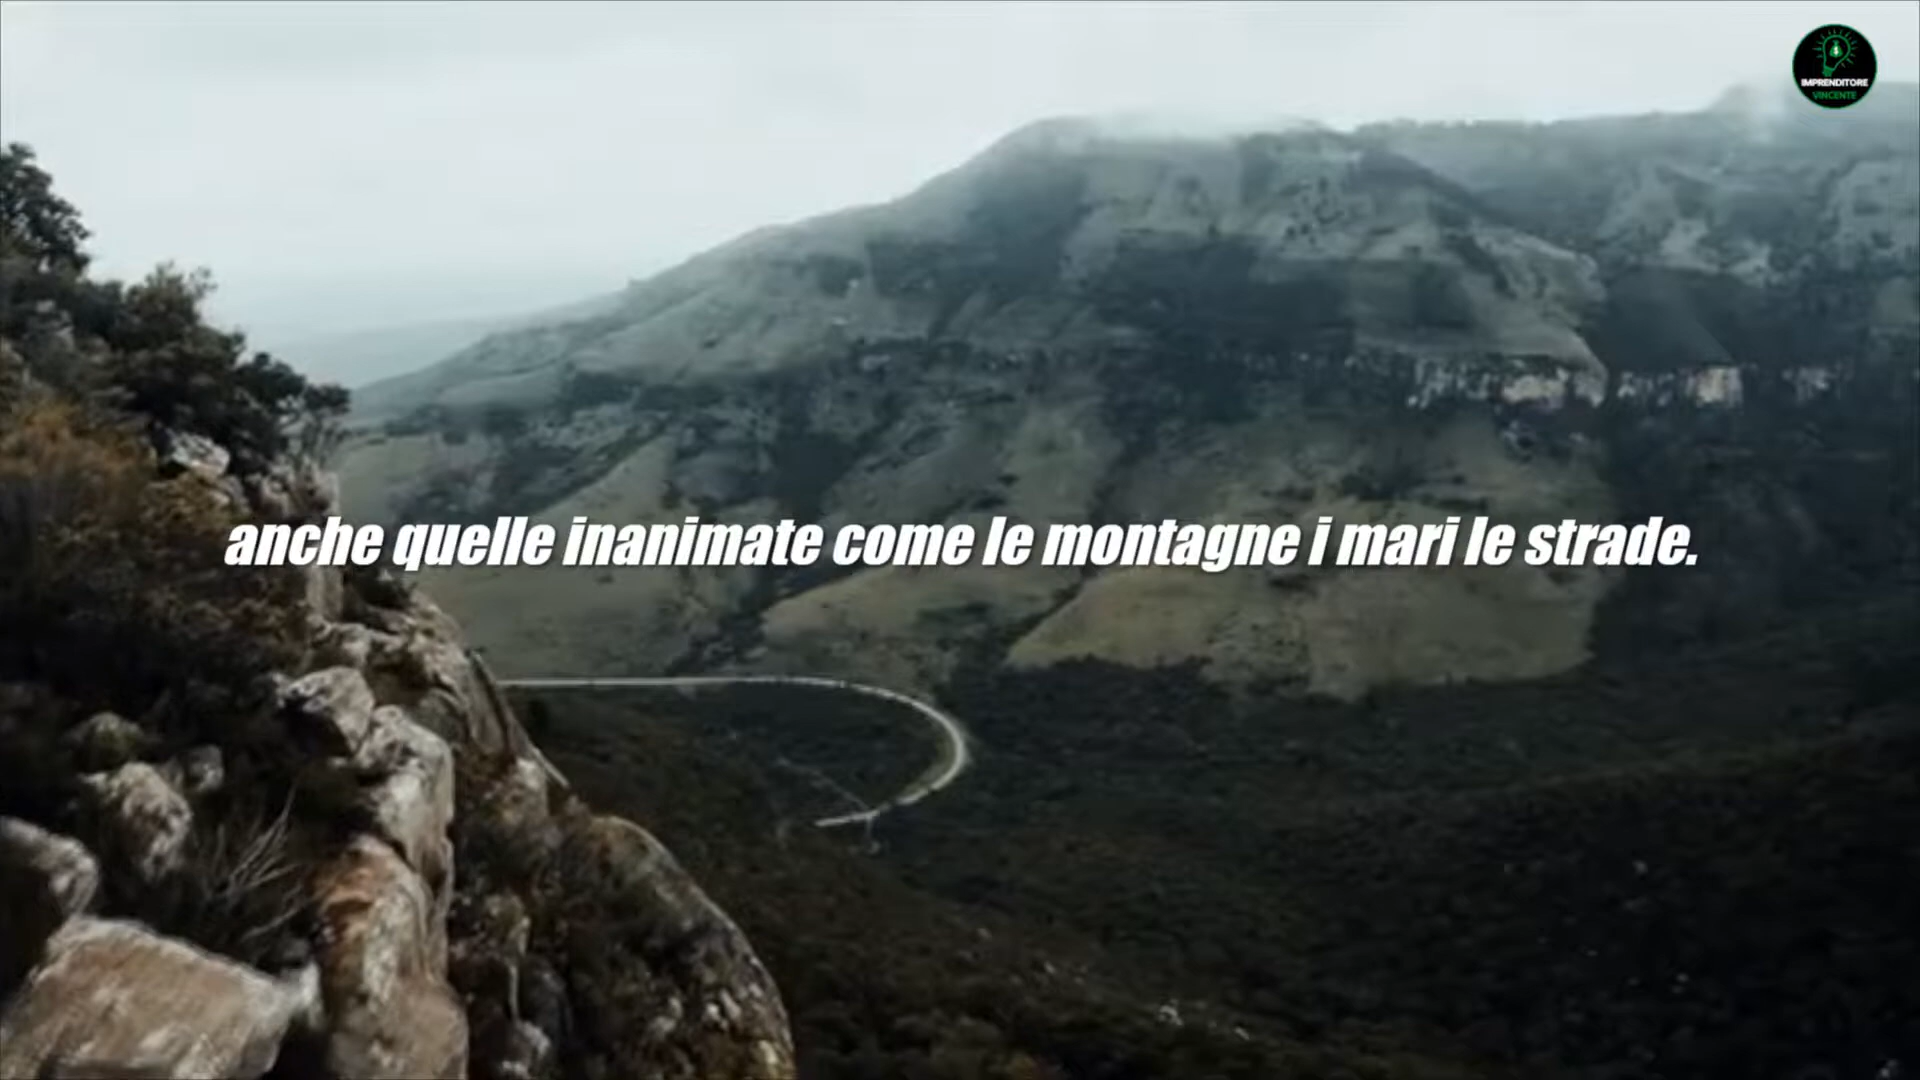 IMPRENDITORE
VINCENTE
anche quelle inanimate come le montagne i mari le strade.